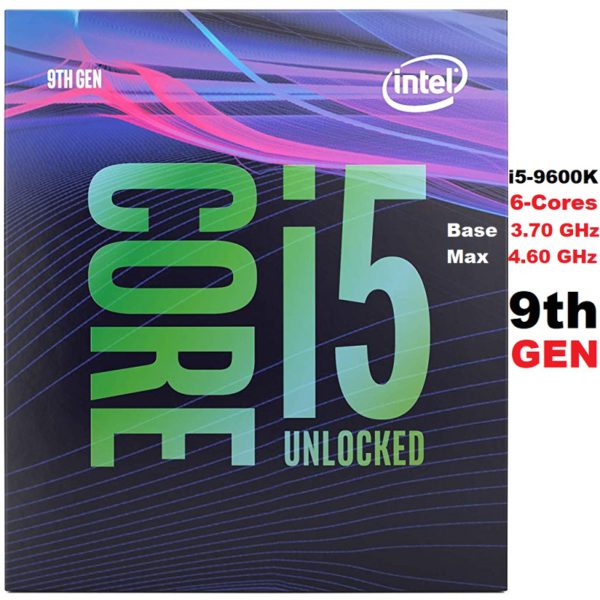 9TH GEN
intel
CORE
i5
UNLOCKED
i5-9600K
6-Cores
Base 3.70 GHz
Max 4.60 GHz
9th
GEN